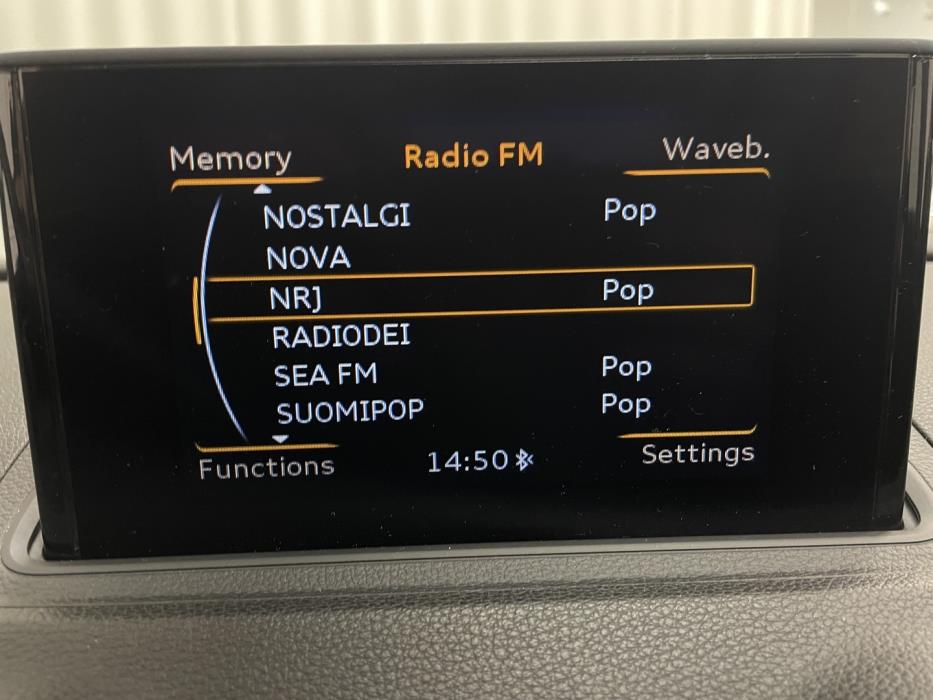 Memory Radio FM Waveb.
NOSTALGI Pop
NOVA
NRJ Pop
RADIODEI
SEA FM Pop
SUOMIPOP Pop
Functions 14:50 Settings